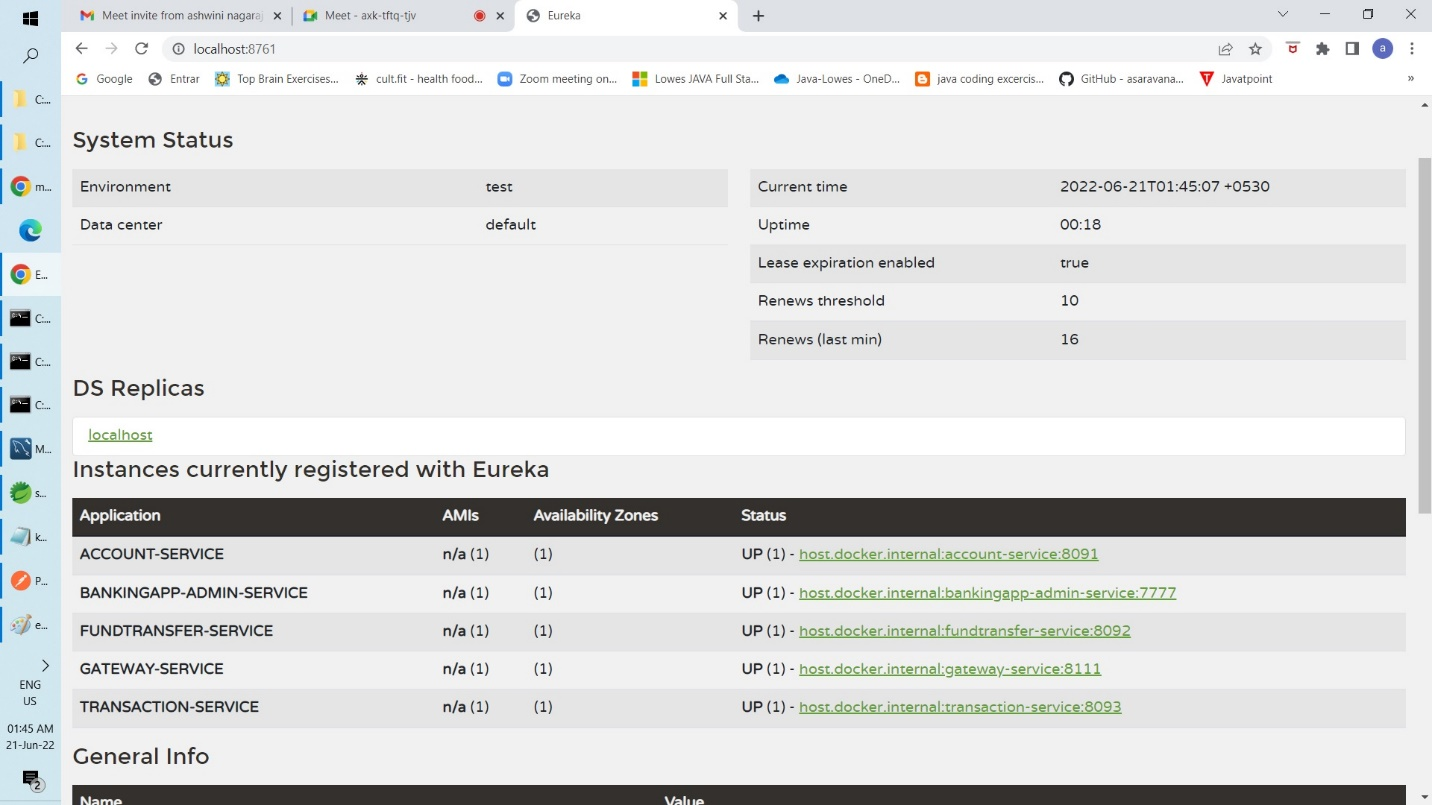 Meet invite from ashwini nagaraj
Meet - axk-tftq-tjv
Eureka
localhost:8761
a
Google
Entrar
Top Brain Exercises...
cult.fit - health food...
Zoom meeting on...
Lowes JAVA Full Sta...
Java-Lowes - OneD...
java coding excercis...
GitHub - asaravana...
Javatpoint
»
C:...
C:...
m...
E...
C:...
C:...
C:...
M...
s...
k...
P...
e...
ENG
US
01:45 AM
21-Jun-22
2
System Status
Environment test
Data center default
Current time 2022-06-21T01:45:07 +0530
Uptime 00:18
Lease expiration enabled true
Renews threshold 10
Renews (last min) 16
DS Replicas
localhost
Instances currently registered with Eureka
Application AMIs Availability Zones Status
ACCOUNT-SERVICE n/a (1) (1) UP (1) - host.docker.internal:account-service:8091
BANKINGAPP-ADMIN-SERVICE n/a (1) (1) UP (1) - host.docker.internal:bankingapp-admin-service:7777
FUNDTRANSFER-SERVICE n/a (1) (1) UP (1) - host.docker.internal:fundtransfer-service:8092
GATEWAY-SERVICE n/a (1) (1) UP (1) - host.docker.internal:gateway-service:8111
TRANSACTION-SERVICE n/a (1) (1) UP (1) - host.docker.internal:transaction-service:8093
General Info
Name Value